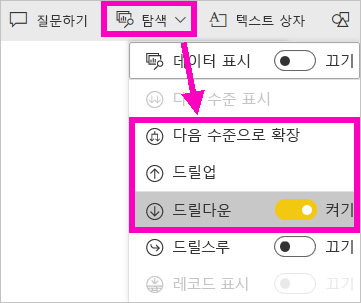 질문하기 탐색 텍스트 상자
데이터 표시 끄기
다음 수준 표시
다음 수준으로 확장
드릴업
드릴다운 켜기
드릴스루 끄기
레코드 표시 끄기